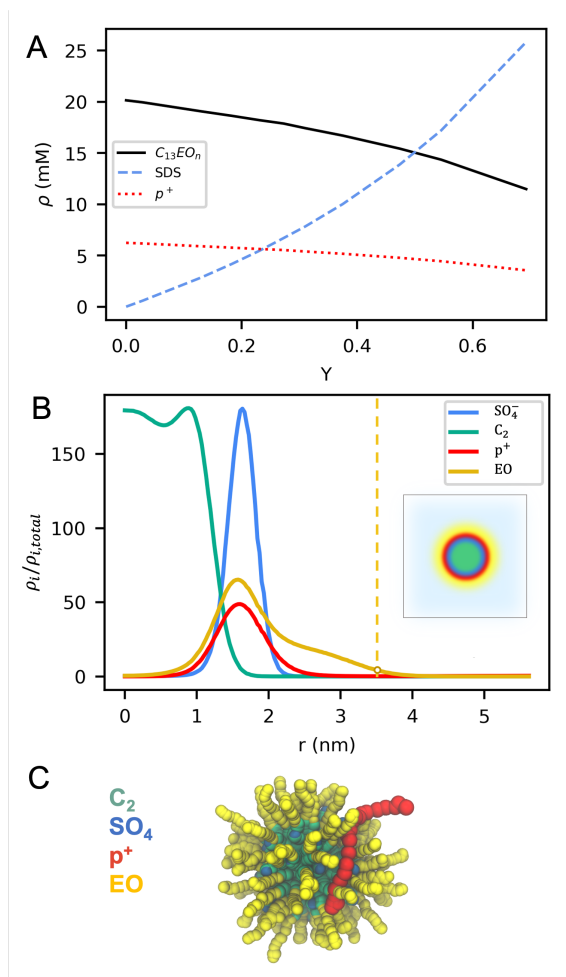 A
25
20
15
10
5
0
ρ (mM)
C₁₃EOₙ
SDS
p⁺
0.0 0.2 0.4 0.6
Y
B
150
100
50
0
ρᵢ/ρᵢ,total
SO₄⁻
C₂
p⁺
EO
0 1 2 3 4 5
r (nm)
C
C₂
SO₄
p⁺
EO